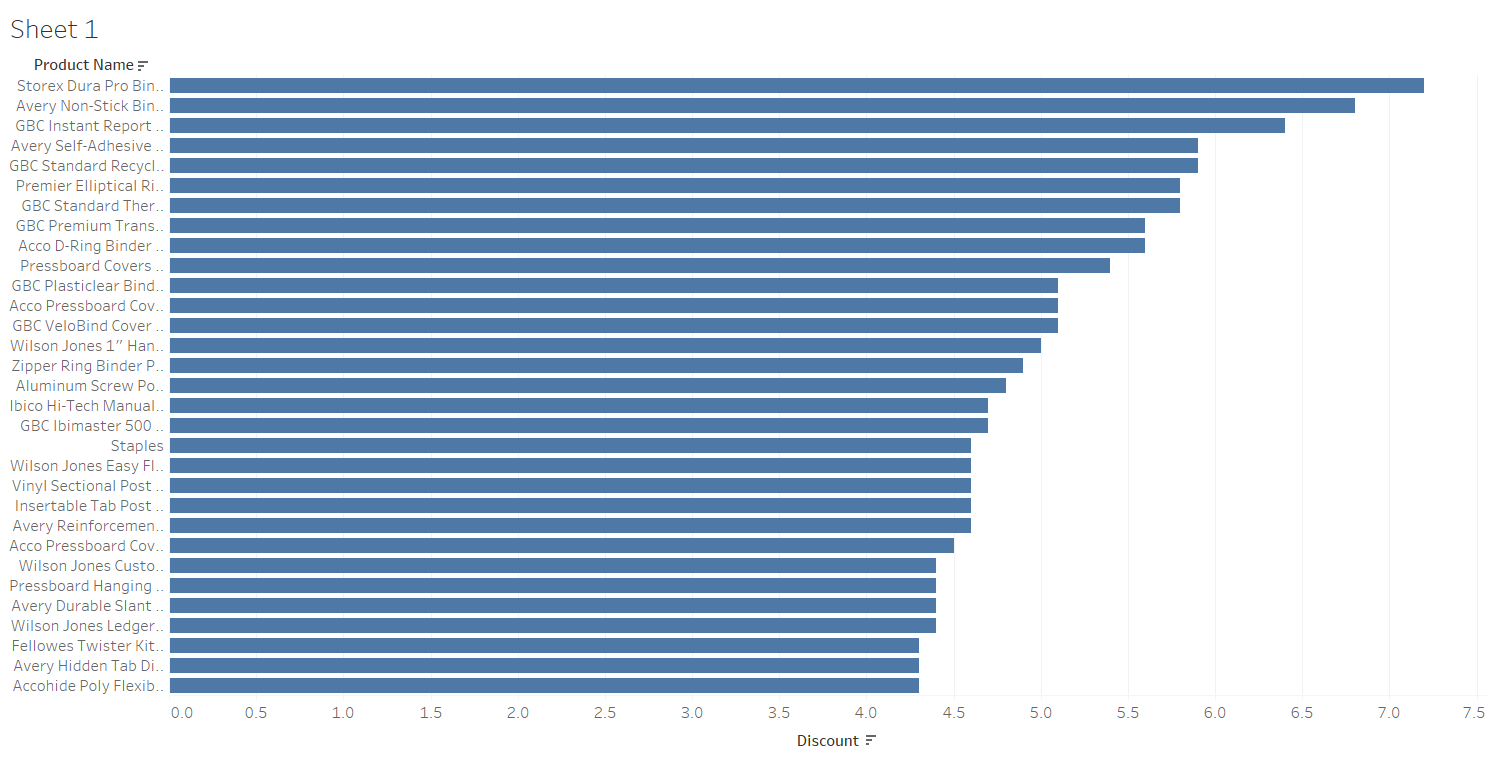 Sheet 1
Product Name
Storex Dura Pro Bin..
Avery Non-Stick Bin..
GBC Instant Report ..
Avery Self-Adhesive ..
GBC Standard Recycl..
Premier Elliptical Ri..
GBC Standard Ther..
GBC Premium Trans..
Acco D-Ring Binder ..
Pressboard Covers ..
GBC Plasticlear Bind..
Acco Pressboard Cov..
GBC VeloBind Cover ..
Wilson Jones 1” Han..
Zipper Ring Binder P..
Aluminum Screw Po..
Ibico Hi-Tech Manual..
GBC Ibimaster 500 ..
Staples
Wilson Jones Easy Fl..
Vinyl Sectional Post ..
Insertable Tab Post ..
Avery Reinforcemen..
Acco Pressboard Cov..
Wilson Jones Custo..
Pressboard Hanging ..
Avery Durable Slant ..
Wilson Jones Ledger..
Fellowes Twister Kit..
Avery Hidden Tab Di..
Accohide Poly Flexib..
0.0 0.5 1.0 1.5 2.0 2.5 3.0 3.5 4.0 4.5 5.0 5.5 6.0 6.5 7.0 7.5
Discount